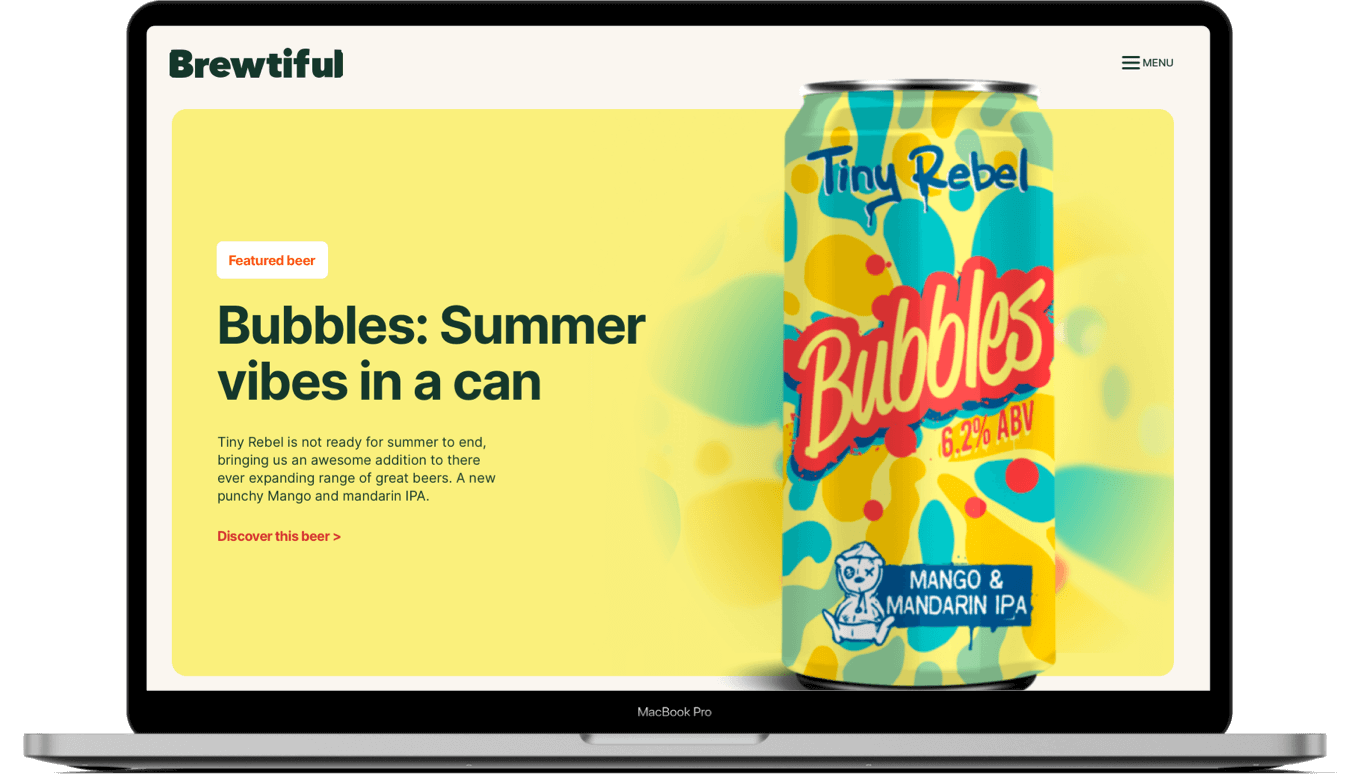 Brewtiful
MENU
Featured beer
Bubbles: Summer
vibes in a can
Tiny Rebel is not ready for summer to end,
bringing us an awesome addition to there
ever expanding range of great beers. A new
punchy Mango and mandarin IPA.
Discover this beer >
Tiny Rebel
Bubbles
6.2% ABV
MANGO &
MANDARIN IPA
MacBook Pro